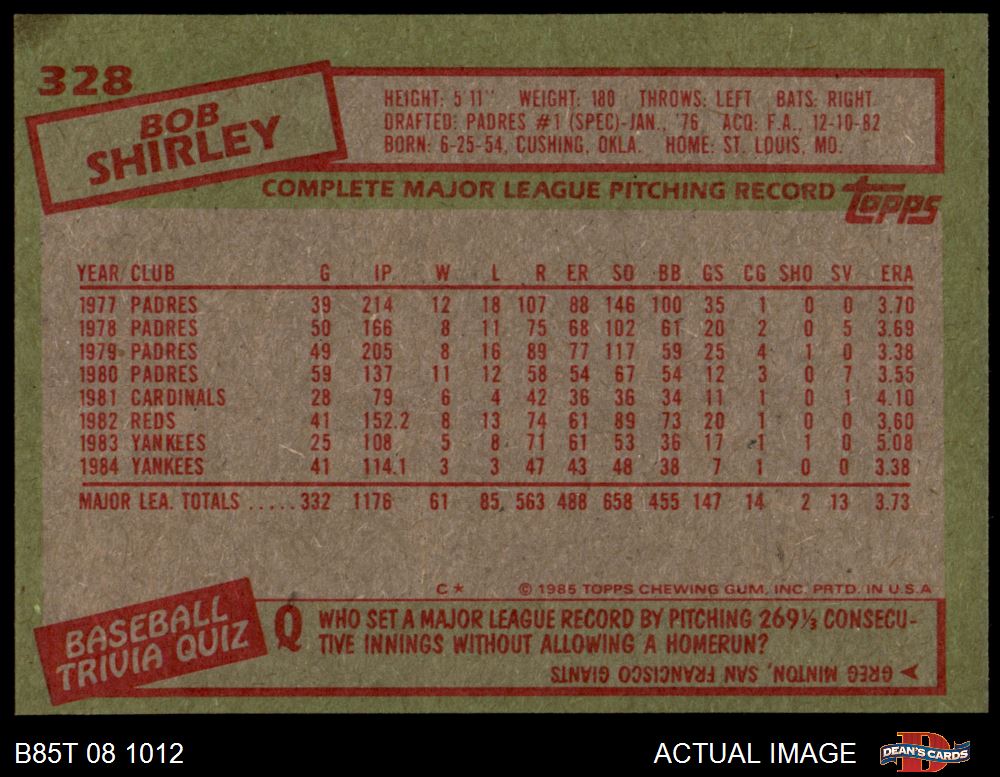 328
BOB
SHIRLEY
HEIGHT: 5'11" WEIGHT: 180 THROWS: LEFT BATS: RIGHT
DRAFTED: PADRES #1 (SPEC)-JAN., '76 ACQ: F.A., 12-10-82
BORN: 6-25-54, CUSHING, OKLA. HOME: ST. LOUIS, MO.
COMPLETE MAJOR LEAGUE PITCHING RECORD
topps
YEAR CLUB G IP W L R ER SO BB GS CG SHO SV ERA
1977 PADRES 39 214 12 18 107 88 146 100 35 1 0 0 3.70
1978 PADRES 50 166 8 11 75 68 102 61 20 2 0 5 3.69
1979 PADRES 49 205 8 16 89 77 117 59 25 4 1 0 3.38
1980 PADRES 59 137 11 12 58 54 67 54 12 3 0 7 3.55
1981 CARDINALS 28 79 6 4 42 36 36 34 11 1 0 1 4.10
1982 REDS 41 152.2 8 13 74 61 89 73 20 1 0 0 3.60
1983 YANKEES 25 108 5 8 71 61 53 36 17 1 1 0 5.08
1984 YANKEES 41 114.1 3 3 47 43 48 38 7 1 0 0 3.38
MAJOR LEA. TOTALS ..... 332 1176 61 85 563 488 658 455 147 14 2 13 3.73
C* © 1985 TOPPS CHEWING GUM, INC. PRTD. IN U.S.A
BASEBALL
TRIVIA QUIZ
Q WHO SET A MAJOR LEAGUE RECORD BY PITCHING 269⅓ CONSECU-
TIVE INNINGS WITHOUT ALLOWING A HOMERUN?
GREG MINTON, SAN FRANCISCO GIANTS
B85T 08 1012 ACTUAL IMAGE D DEAN'S CARDS